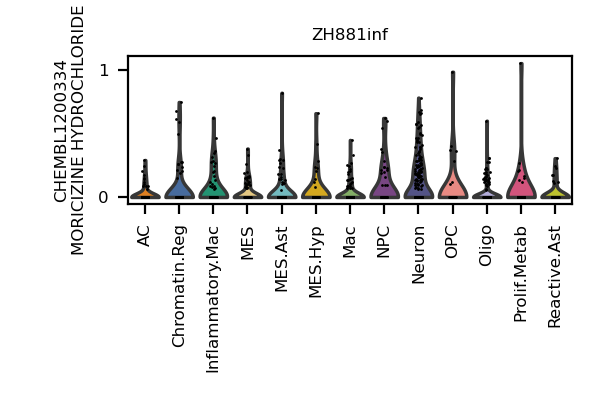 ZH881inf
CHEMBL1200334
MORICIZINE HYDROCHLORIDE
1
0
AC
Chromatin.Reg
Inflammatory.Mac
MES
MES.Ast
MES.Hyp
Mac
NPC
Neuron
OPC
Oligo
Prolif.Metab
Reactive.Ast